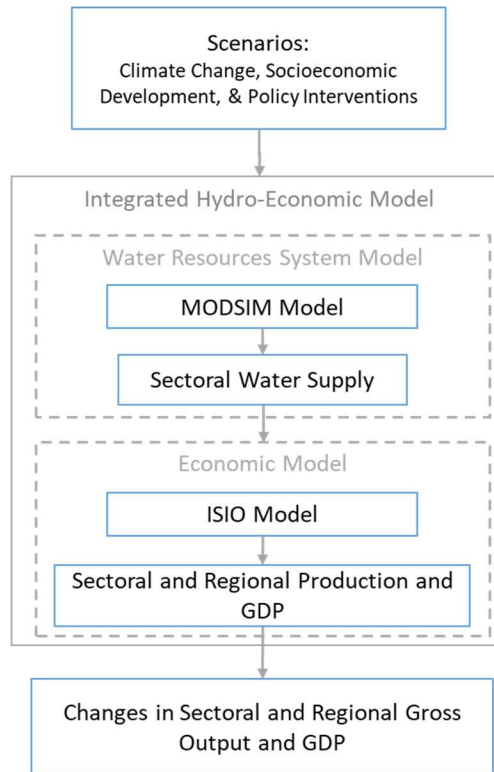 Scenarios:
Climate Change, Socioeconomic
Development, & Policy Interventions
Integrated Hydro-Economic Model
Water Resources System Model
MODSIM Model
Sectoral Water Supply
Economic Model
ISIO Model
Sectoral and Regional Production and
GDP
Changes in Sectoral and Regional Gross
Output and GDP